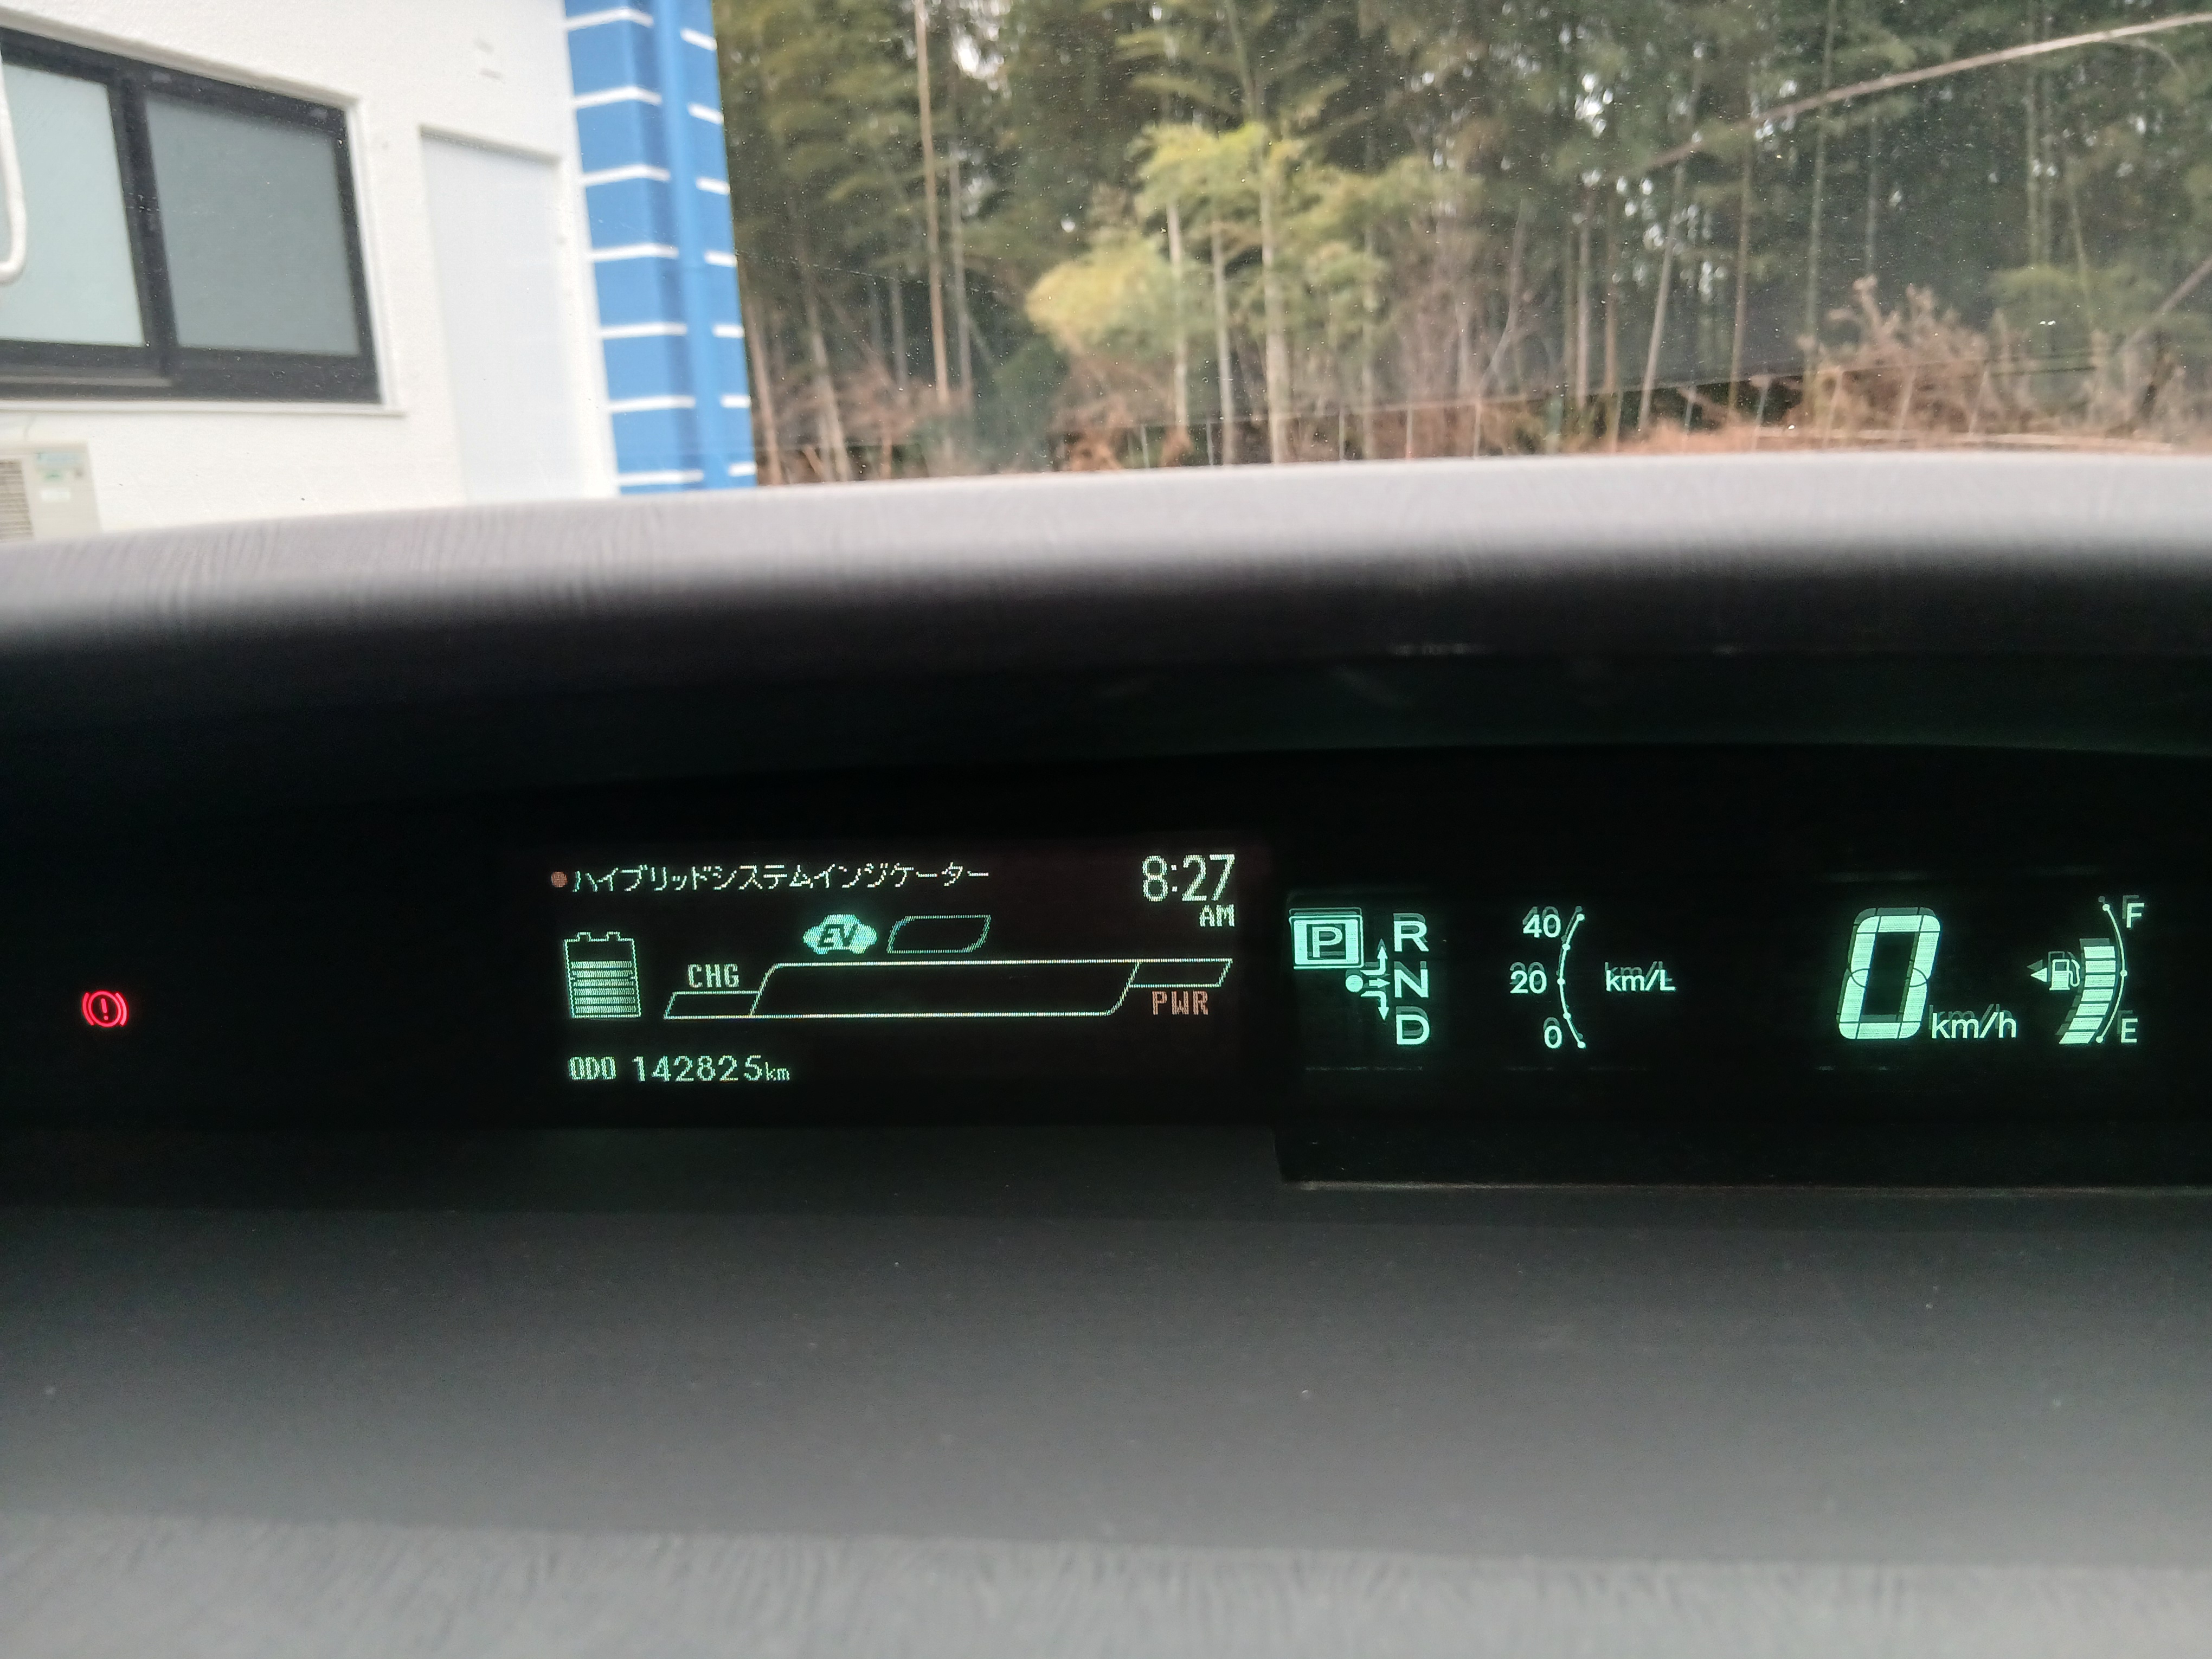 ハイブリッドシステムインジケーター
8:27
AM
EV
CHG
PWR
ODO 142825km
P
R
N
D
40
20
0
km/L
0
km/h
F
E